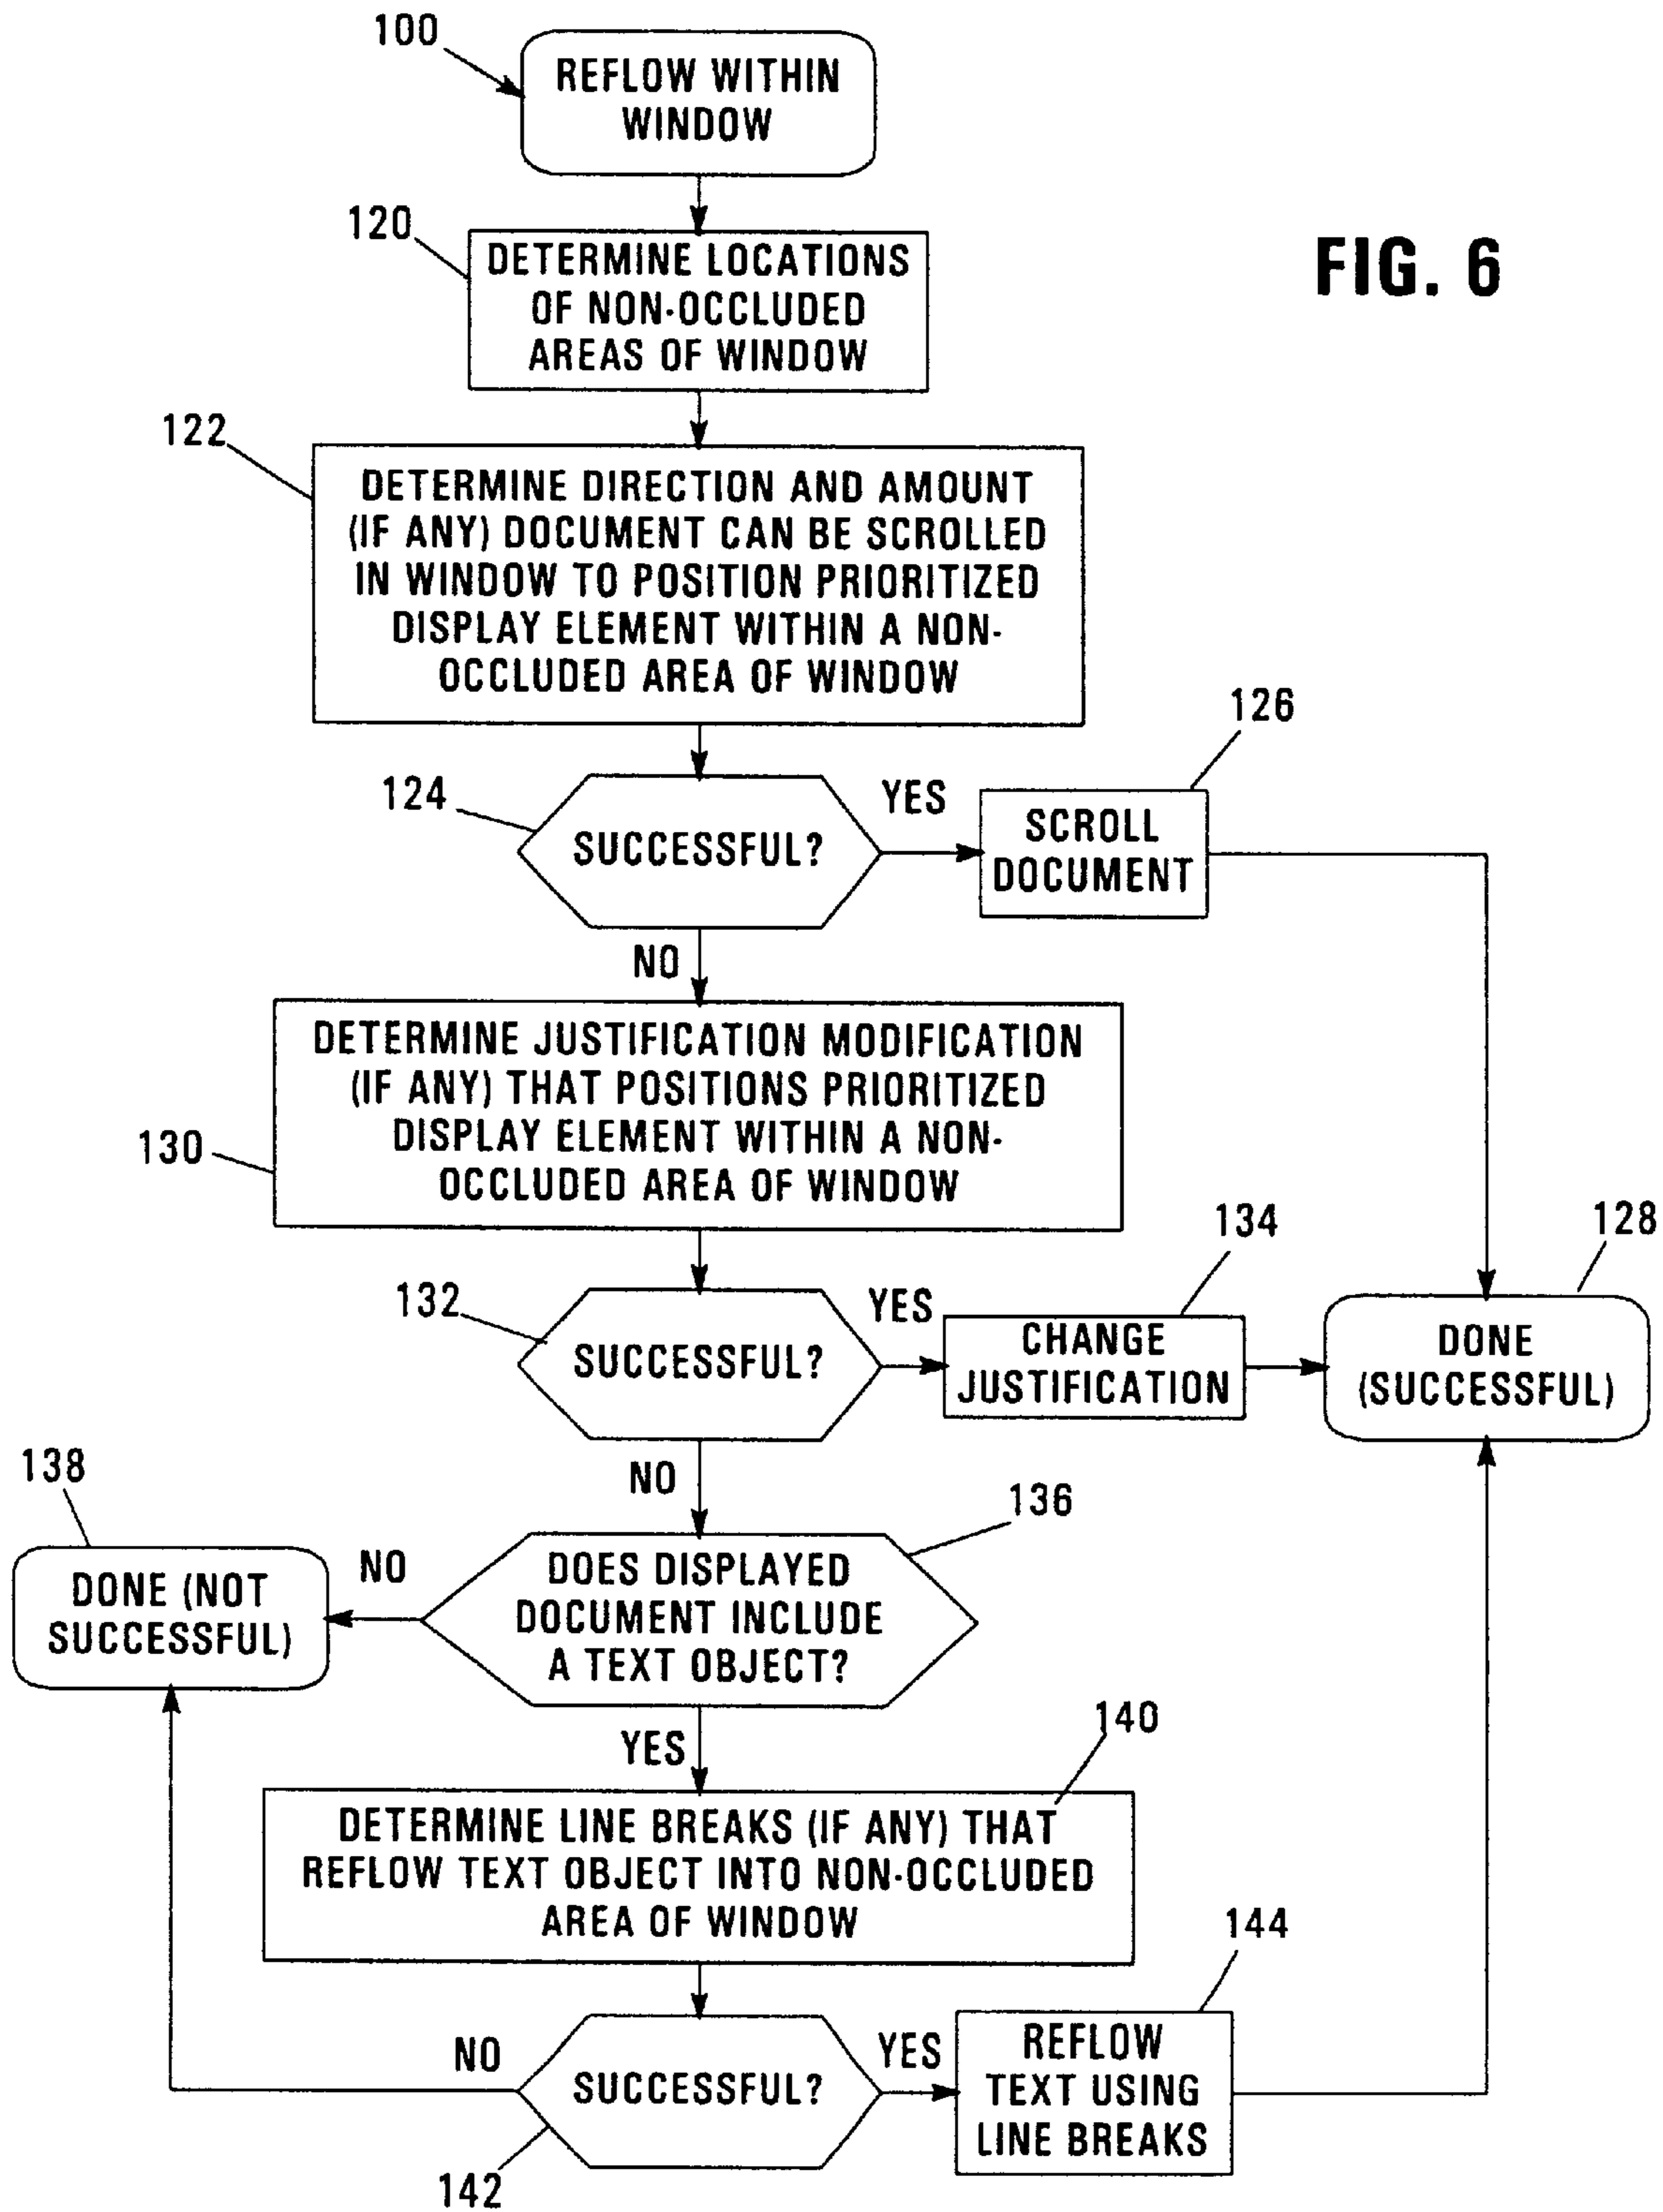 100
REFLOW WITHIN
WINDOW
FIG. 6
120
DETERMINE LOCATIONS
OF NON-OCCLUDED
AREAS OF WINDOW
122
DETERMINE DIRECTION AND AMOUNT
(IF ANY) DOCUMENT CAN BE SCROLLED
IN WINDOW TO POSITION PRIORITIZED
DISPLAY ELEMENT WITHIN A NON-
OCCLUDED AREA OF WINDOW
124
SUCCESSFUL?
YES
126
SCROLL
DOCUMENT
NO
130
DETERMINE JUSTIFICATION MODIFICATION
(IF ANY) THAT POSITIONS PRIORITIZED
DISPLAY ELEMENT WITHIN A NON-
OCCLUDED AREA OF WINDOW
132
SUCCESSFUL?
YES
134
CHANGE
JUSTIFICATION
128
DONE
(SUCCESSFUL)
NO
136
DOES DISPLAYED
DOCUMENT INCLUDE
A TEXT OBJECT?
NO
138
DONE (NOT
SUCCESSFUL)
YES
140
DETERMINE LINE BREAKS (IF ANY) THAT
REFLOW TEXT OBJECT INTO NON-OCCLUDED
AREA OF WINDOW
142
SUCCESSFUL?
NO
YES
144
REFLOW
TEXT USING
LINE BREAKS